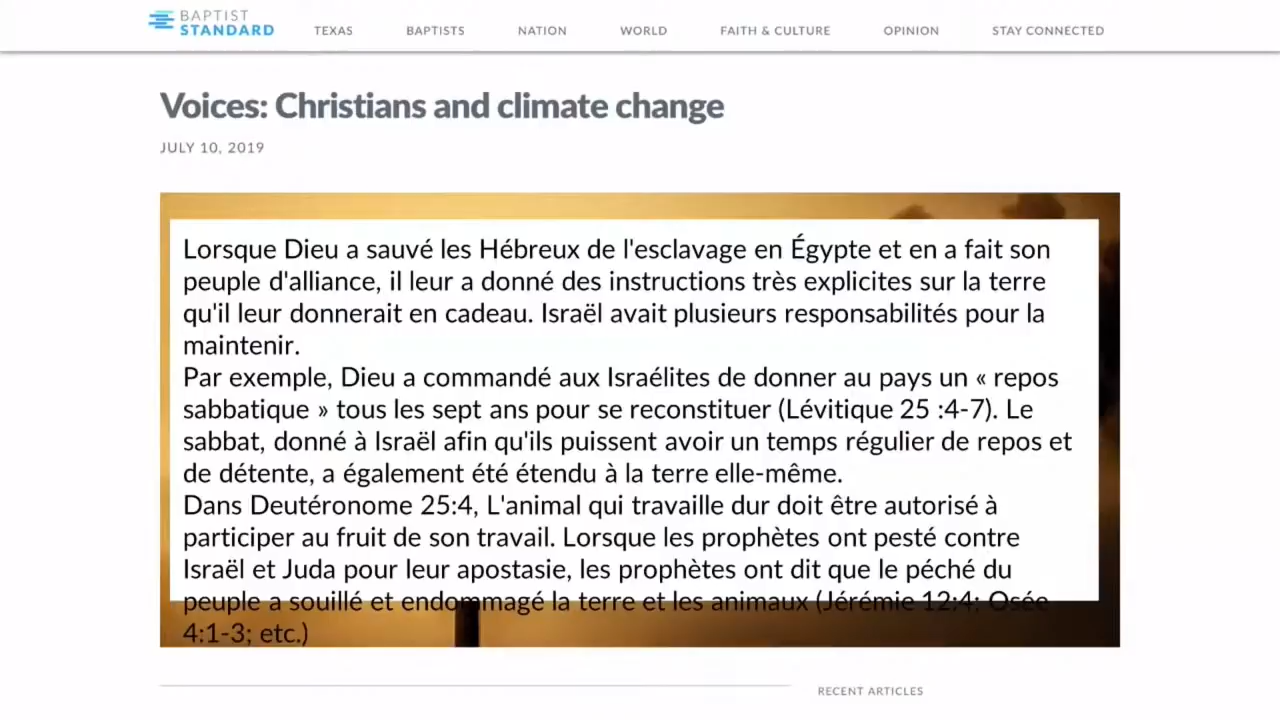 BAPTIST
STANDARD
TEXAS BAPTISTS NATION WORLD FAITH & CULTURE OPINION STAY CONNECTED
Voices: Christians and climate change
JULY 10, 2019
Lorsque Dieu a sauvé les Hébreux de l'esclavage en Égypte et en a fait son
peuple d'alliance, il leur a donné des instructions très explicites sur la terre
qu'il leur donnerait en cadeau. Israël avait plusieurs responsabilités pour la
maintenir.
Par exemple, Dieu a commandé aux Israélites de donner au pays un « repos
sabbatique » tous les sept ans pour se reconstituer (Lévitique 25 :4-7). Le
sabbat, donné à Israël afin qu'ils puissent avoir un temps régulier de repos et
de détente, a également été étendu à la terre elle-même.
Dans Deutéronome 25:4, L'animal qui travaille dur doit être autorisé à
participer au fruit de son travail. Lorsque les prophètes ont pesté contre
Israël et Juda pour leur apostasie, les prophètes ont dit que le péché du
peuple a souillé et endommagé la terre et les animaux (Jérémie 12:4; Osée
4:1-3; etc.)
RECENT ARTICLES